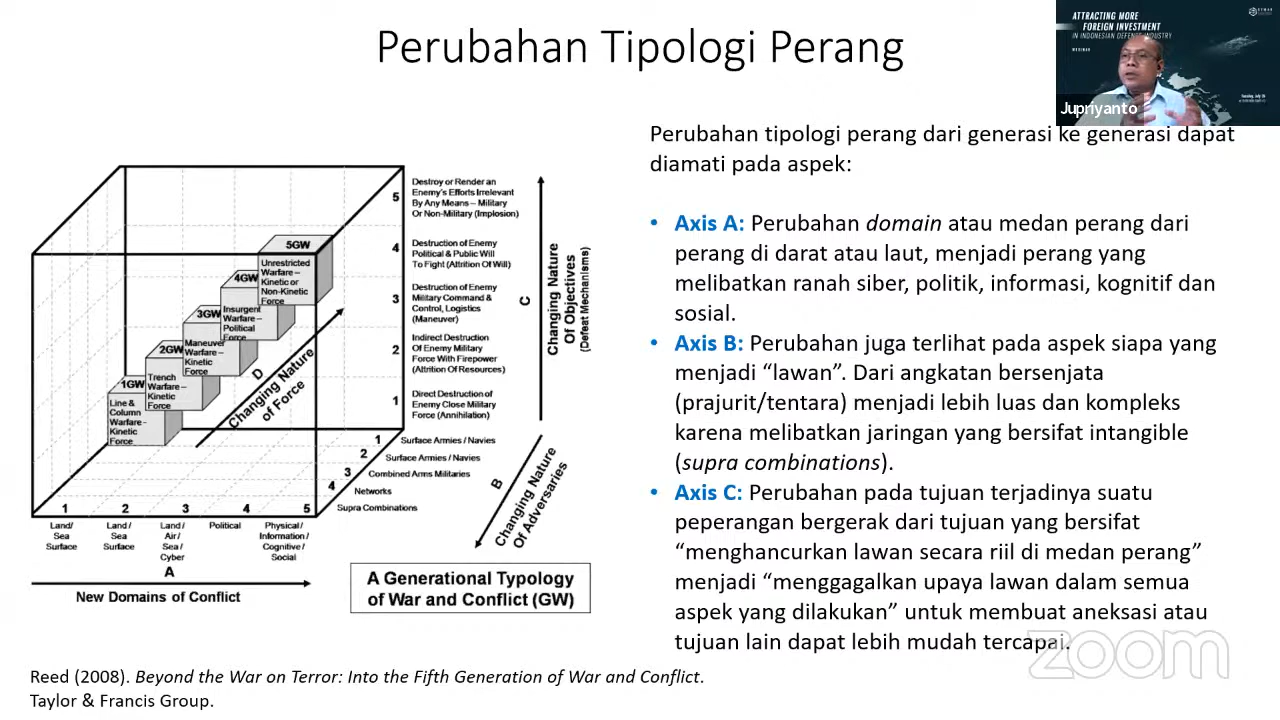 Perubahan Tipologi Perang
ATTRACTING MORE
FOREIGN INVESTMENT
IN INDONESIAN DEFENSE INDUSTRY
WEBINAR
Jupriyanto
Perubahan tipologi perang dari generasi ke generasi dapat
diamati pada aspek:
• Axis A: Perubahan domain atau medan perang dari
perang di darat atau laut, menjadi perang yang
melibatkan ranah siber, politik, informasi, kognitif dan
sosial.
• Axis B: Perubahan juga terlihat pada aspek siapa yang
menjadi “lawan”. Dari angkatan bersenjata
(prajurit/tentara) menjadi lebih luas dan kompleks
karena melibatkan jaringan yang bersifat intangible
(supra combinations).
• Axis C: Perubahan pada tujuan terjadinya suatu
peperangan bergerak dari tujuan yang bersifat
“menghancurkan lawan secara riil di medan perang”
menjadi “menggagalkan upaya lawan dalam semua
aspek yang dilakukan” untuk membuat aneksasi atau
tujuan lain dapat lebih mudah tercapai.
5GW
Unrestricted
Warfare–
Kinetic or
Non-Kinetic
Force
4GW
Insurgent
Warfare–
Political
Force
3GW
Maneuver
Warfare–
Kinetic
Force
2GW
Trench
Warfare–
Kinetic
Force
1GW
Line &
Column
Warfare-
Kinetic
Force
D
Changing Nature
of Force
5
Destroy or Render an
Enemy's Efforts Irrelevant
By Any Means – Military
Or Non-Military (Implosion)
4
Destruction of Enemy
Political & Public Will
To Fight (Attrition Of Will)
3
Destruction of Enemy
Military Command &
Control, Logistics
(Maneuver)
2
Indirect Destruction
Of Enemy Military
Force With Firepower
(Attrition Of Resources)
1
Direct Destruction of
Enemy Close Military
Force (Annihilation)
C
Changing Nature
Of Objectives
(Defeat Mechanisms)
1 Surface Armies / Navies
2 Surface Armies / Navies
3 Combined Arms Militaries
4 Networks
5 Supra Combinations
B
Changing Nature
Of Adversaries
1 2 3 4
Land/
Sea
Surface
Land /
Sea
Surface
Land /
Air /
Sea /
Cyber
Political
Physical /
Information /
Cognitive /
Social
A
New Domains of Conflict
A Generational Typology
of War and Conflict (GW)
zoom
Reed (2008). Beyond the War on Terror: Into the Fifth Generation of War and Conflict.
Taylor & Francis Group.